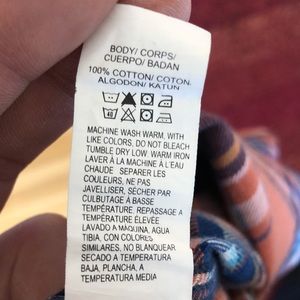 BODY/ CORPS/
CUERPO/ BADAN
100% COTTON/ COTON
ALGODON/ KATUN
40
MACHINE WASH WARM, WITH
LIKE COLORS, DO NOT BLEACH
TUMBLE DRY LOW. WARM IRON
LAVER À LA MACHINE À L'EAU
CHAUDE SEPARER LES
COULEURS, NE PAS
JAVELLISER, SÉCHER PAR
CULBUTAGE À BASSE
TEMPÉRATURE. REPASSAGE A
TEMPÉRATURE ÉLEVÉE
LAVADO A MAQUINA, AGUA
TIBIA, CON COLORES
SIMILARES, NO BLANQUEAR
SECADO A TEMPERATURA
BAJA, PLANCHA, A
TEMPERATURA MEDIA